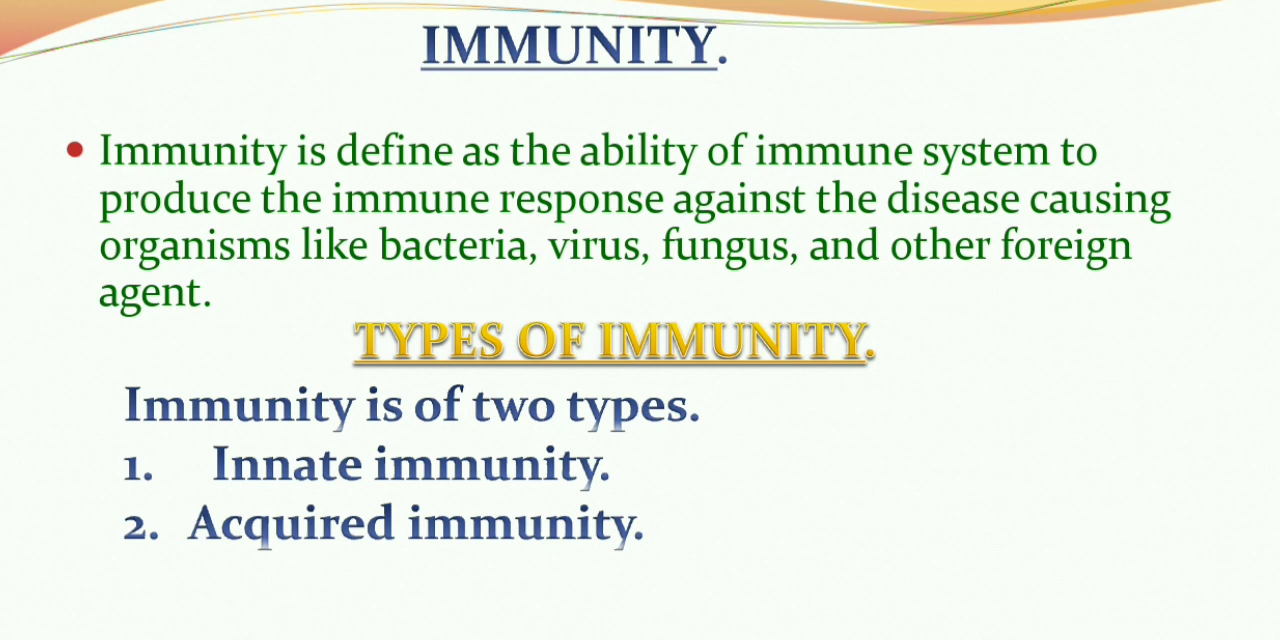 IMMUNITY.
• Immunity is define as the ability of immune system to
produce the immune response against the disease causing
organisms like bacteria, virus, fungus, and other foreign
agent.
TYPES OF IMMUNITY.
Immunity is of two types.
1. Innate immunity.
2. Acquired immunity.